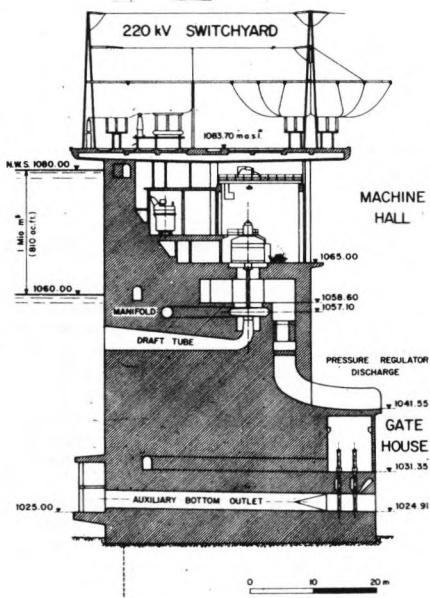 220 kV SWITCHYARD
1083.70 m a.s.l.
N.W.S. 1080.00
MACHINE
HALL
1 Mio m³
(810 ac.ft.)
1065.00
1060.00
1058.60
1057.10
MANIFOLD
DRAFT TUBE
PRESSURE REGULATOR
DISCHARGE
1041.55
GATE
HOUSE
1031.35
AUXILIARY BOTTOM OUTLET
1025.00
1024.91
0 10 20 m